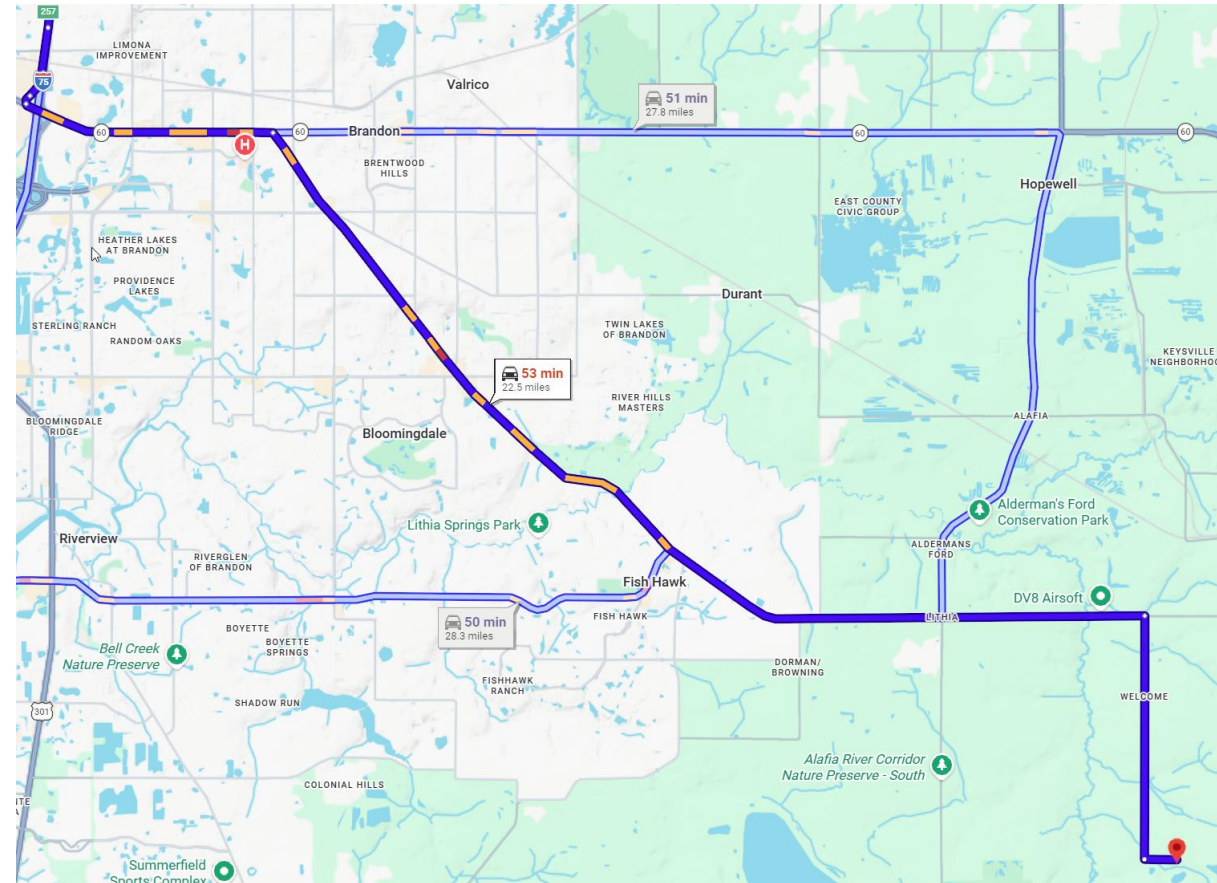 257
LIMONA
IMPROVEMENT
75
Valrico
51 min
27.8 miles
60
60
Brandon
60
60
H
BRENTWOOD
HILLS
Hopewell
EAST COUNTY
CIVIC GROUP
HEATHER LAKES
AT BRANDON
PROVIDENCE
LAKES
Durant
STERLING RANCH
RANDOM OAKS
TWIN LAKES
OF BRANDON
KEYSVILLE
53 min
22.5 miles
RIVER HILLS
MASTERS
BLOOMINGDALE
RIDGE
Bloomingdale
ALAFIA
Lithia Springs Park
Alderman's Ford
Conservation Park
Riverview
ALDERMANS
FORD
RIVERGLEN
OF BRANDON
Fish Hawk
DV8 Airsoft
50 min
28.3 miles
FISH HAWK
LITHIA
BOYETTE
BOYETTE
SPRINGS
Bell Creek
Nature Preserve
DORMAN/
BROWNING
FISHHAWK
RANCH
WELCOME
SHADOW RUN
301
Alafia River Corridor
Nature Preserve - South
COLONIAL HILLS
Summerfield
Sports Complex